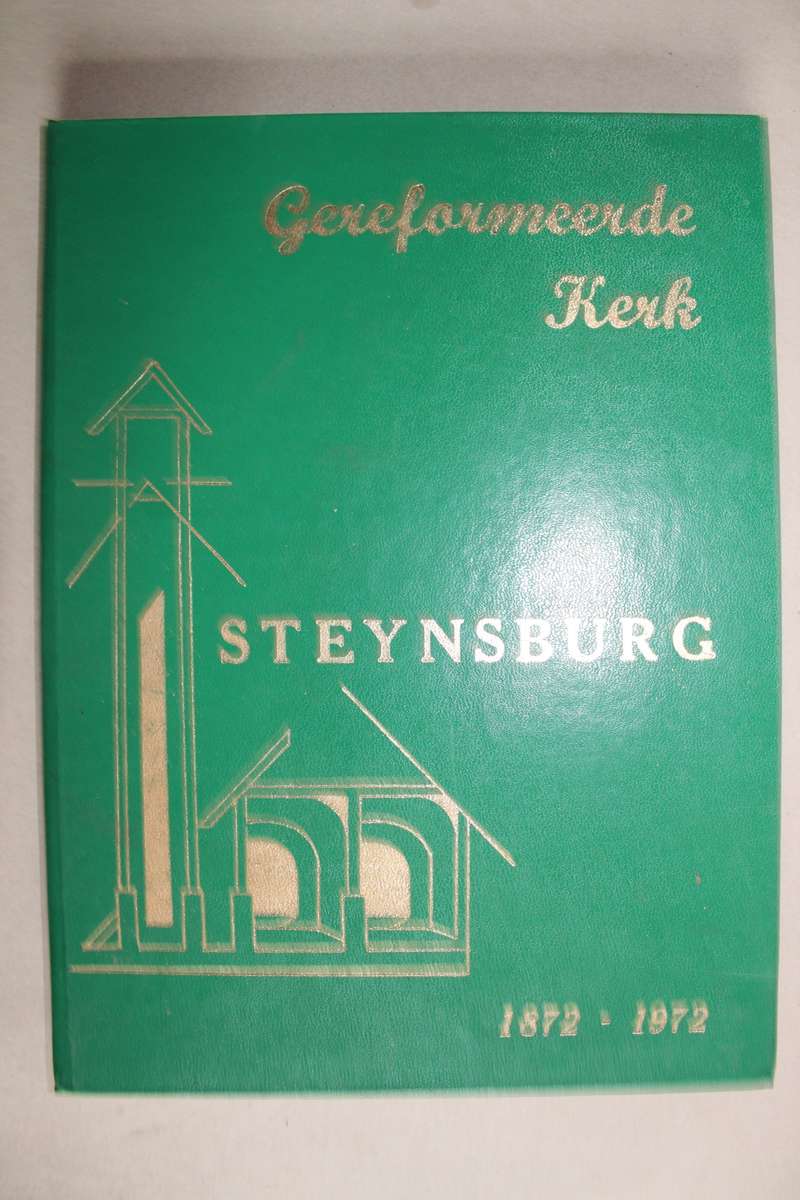 Gereformeerde
Kerk
STEYNSBURG
1872 - 1972